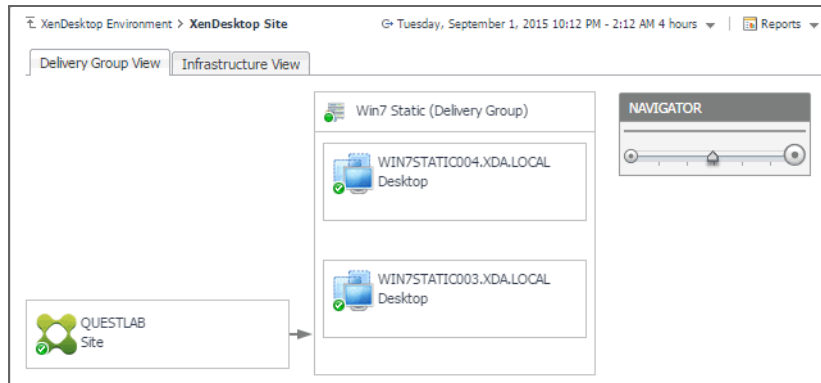 XenDesktop Environment > XenDesktop Site
Tuesday, September 1, 2015 10:12 PM - 2:12 AM 4 hours
Reports
Delivery Group View
Infrastructure View
Win7 Static (Delivery Group)
NAVIGATOR
WIN7STATIC004.XDA.LOCAL
Desktop
WIN7STATIC003.XDA.LOCAL
Desktop
QUESTLAB
Site